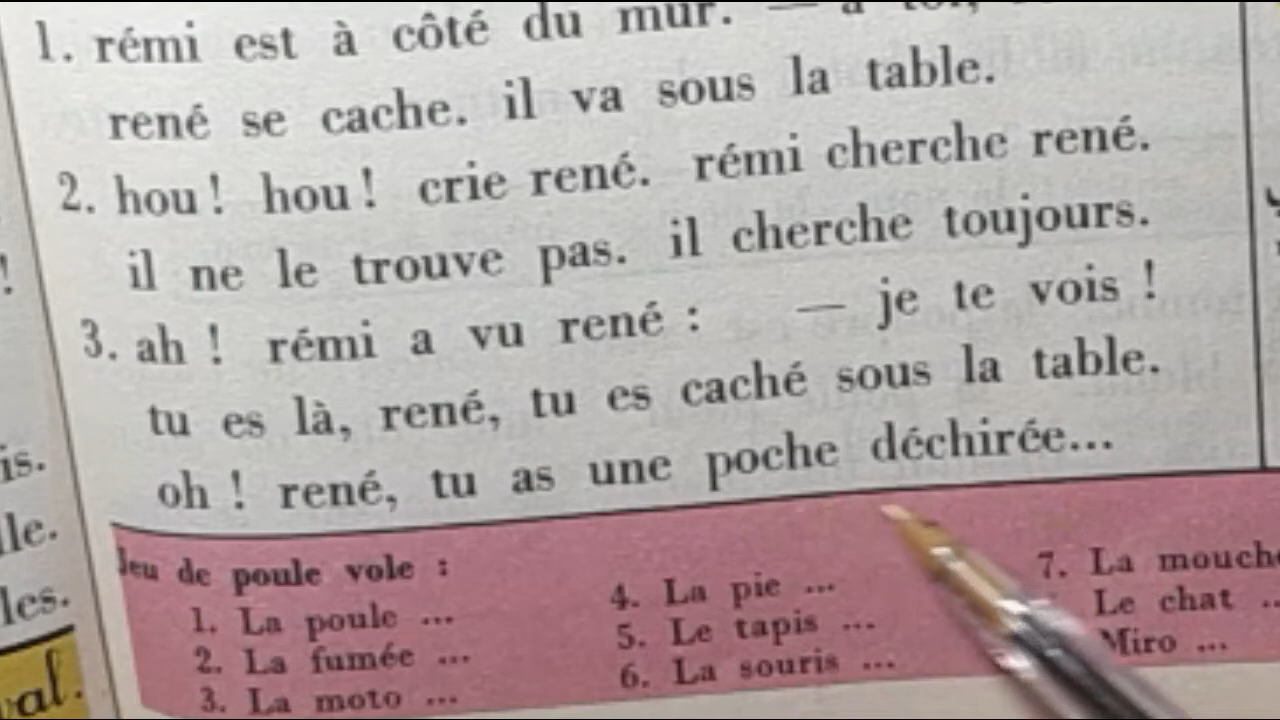 1. rémi est à côté du mur. —
rené se cache. il va sous la table.
2. hou ! hou ! crie rené. rémi cherche rené.
il ne le trouve pas. il cherche toujours.
3. ah ! rémi a vu rené : — je te vois !
tu es là, rené, tu es caché sous la table.
oh ! rené, tu as une poche déchirée...
Jeu de poule vole :
1. La poule ...
2. La fumée ...
3. La moto ...
4. La pie ...
5. Le tapis ...
6. La souris ...
7. La mouche
Le chat ..
Miro ...